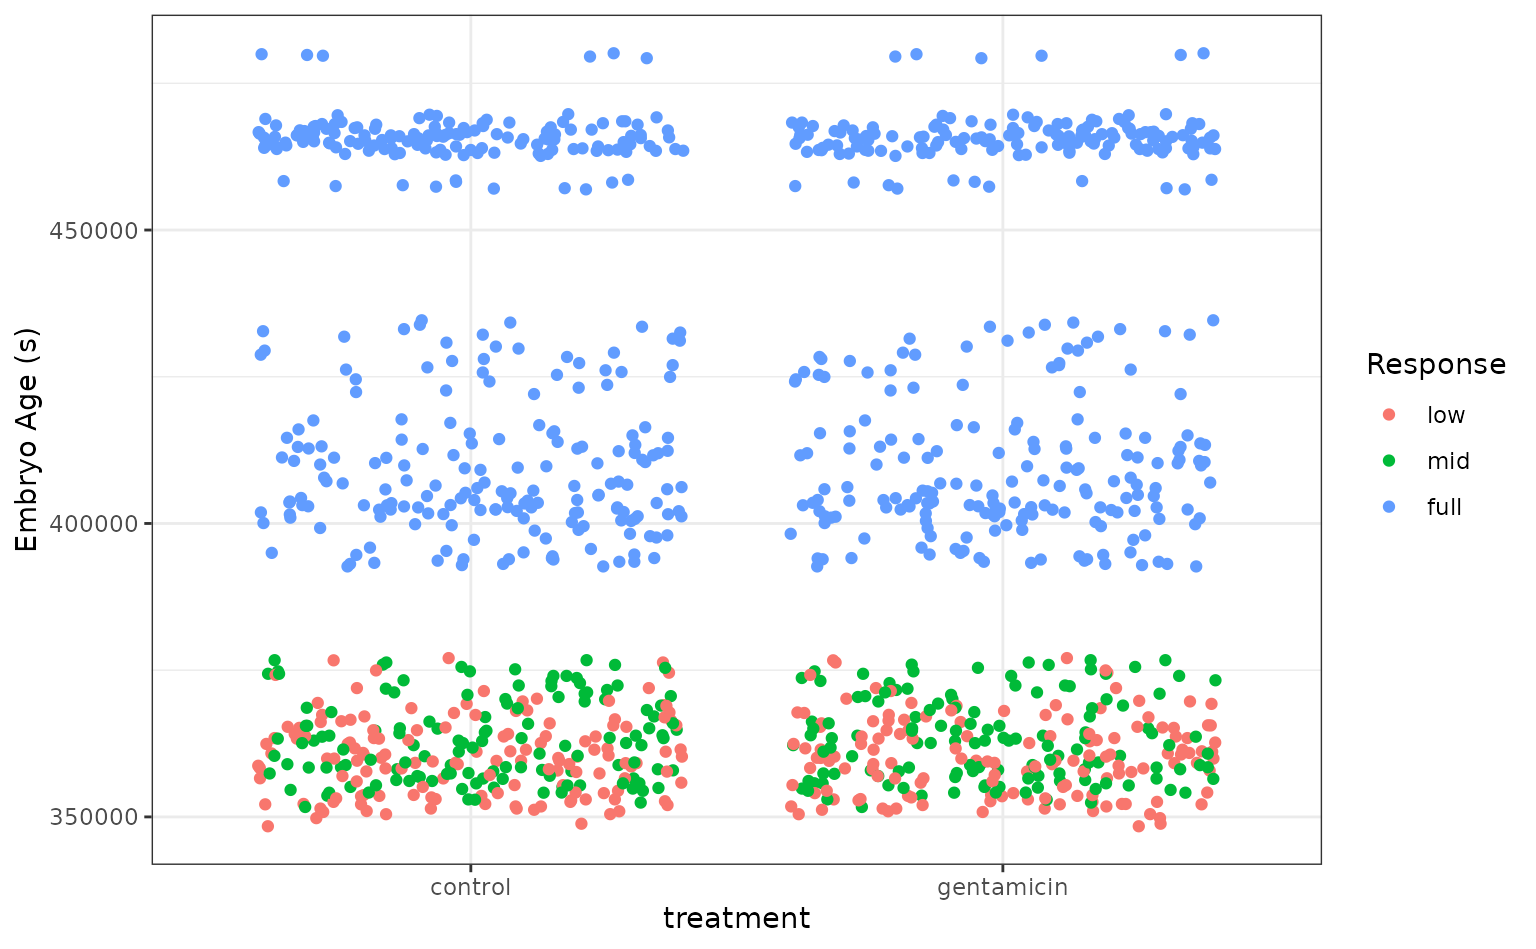 Embryo Age (s)
450000
400000
350000
control
gentamicin
treatment
Response
low
mid
full